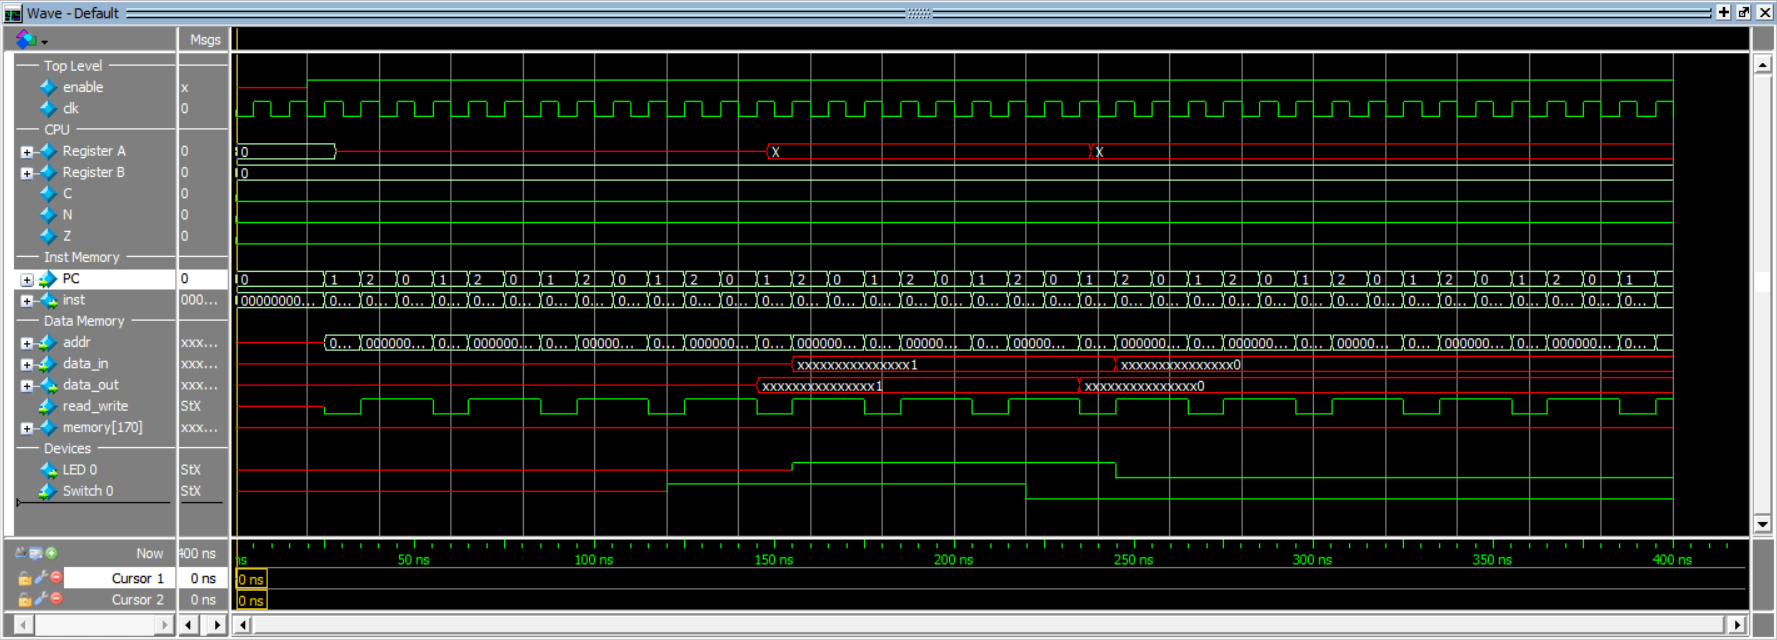 Wave - Default
Msgs
Top Level
enable x
clk 0
CPU
Register A 0 0 X X
Register B 0 0
C 0
N 0
Z 0
Inst Memory
PC 0 0 1 2 0 1 2 0 1 2 0 1 2 0 1 2 0 1 2 0 1 2 0 1 2 0 1 2 0 1 2 0 1 2 0 1 2 0 1
inst 000... 00000000... 0... 0... 0... 0... 0... 0... 0... 0... 0... 0... 0... 0... 0... 0... 0... 0... 0... 0... 0... 0... 0... 0... 0... 0... 0... 0... 0... 0... 0... 0... 0... 0... 0... 0... 0... 0... 0...
Data Memory
addr xxx... 0... 000000... 0... 000000... 0... 00000... 0... 000000... 0... 000000... 0... 00000... 0... 00000... 0... 000000... 0... 000000... 0... 00000... 0... 000000... 0... 000000... 0...
data_in xxx... xxxxxxxxxxxxxxx1 xxxxxxxxxxxxxxx0
data_out xxx... xxxxxxxxxxxxxxx1 xxxxxxxxxxxxxxx0
read_write StX
memory[170] xxx...
Devices
LED 0 StX
Switch 0 StX
Now 400 ns ns 50 ns 100 ns 150 ns 200 ns 250 ns 300 ns 350 ns 400 ns
Cursor 1 0 ns 0 ns
Cursor 2 0 ns 0 ns